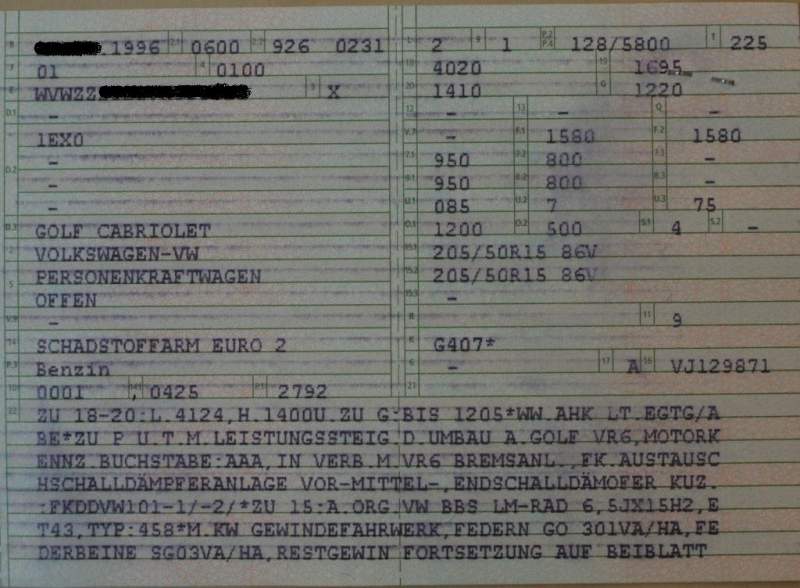 .1996 0600 926 0231 2 1 128/5800 225
01 0100 4020 1695
WVWZZ X 1410 1220
- - - -
1EX0 - 1580 1580
- 950 800 -
- 950 800 -
- 085 7 75
GOLF CABRIOLET 1200 500 4 -
VOLKSWAGEN-VW 205/50R15 86V
PERSONENKRAFTWAGEN 205/50R15 86V
OFFEN -
- 9
SCHADSTOFFARM EURO 2 G407*
Benzin - A VJ129871
0001 , 0425 2792
ZU 18-20:L.4124,H.1400U.ZU G:BIS 1205*WW.AHK LT.EGTG/A
BE*ZU P U.T.M.LEISTUNGSSTEIG.D.UMBAU A.GOLF VR6,MOTORK
ENNZ.BUCHSTABE:AAA,IN VERB.M.VR6 BREMSANL.,FK.AUSTAUSC
HSCHALLDÄMPFERANLAGE VOR-MITTEL-,ENDSCHALLDÄMOFER KUZ.
:FKDDVW101-1/-2/*ZU 15:A.ORG.VW BBS LM-RAD 6,5JX15H2,E
T43,TYP:458*M.KW GEWINDEFAHRWERK,FEDERN GO 301VA/HA,FE
DERBEINE SG03VA/HA,RESTGEWIN FORTSETZUNG AUF BEIBLATT